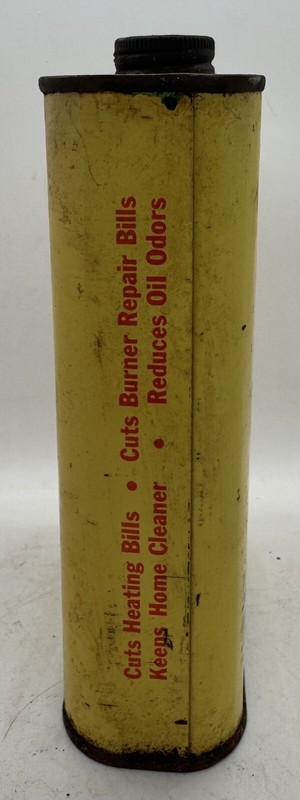 Cuts Heating Bills • Cuts Burner Repair Bills
Keeps Home Cleaner • Reduces Oil Odors